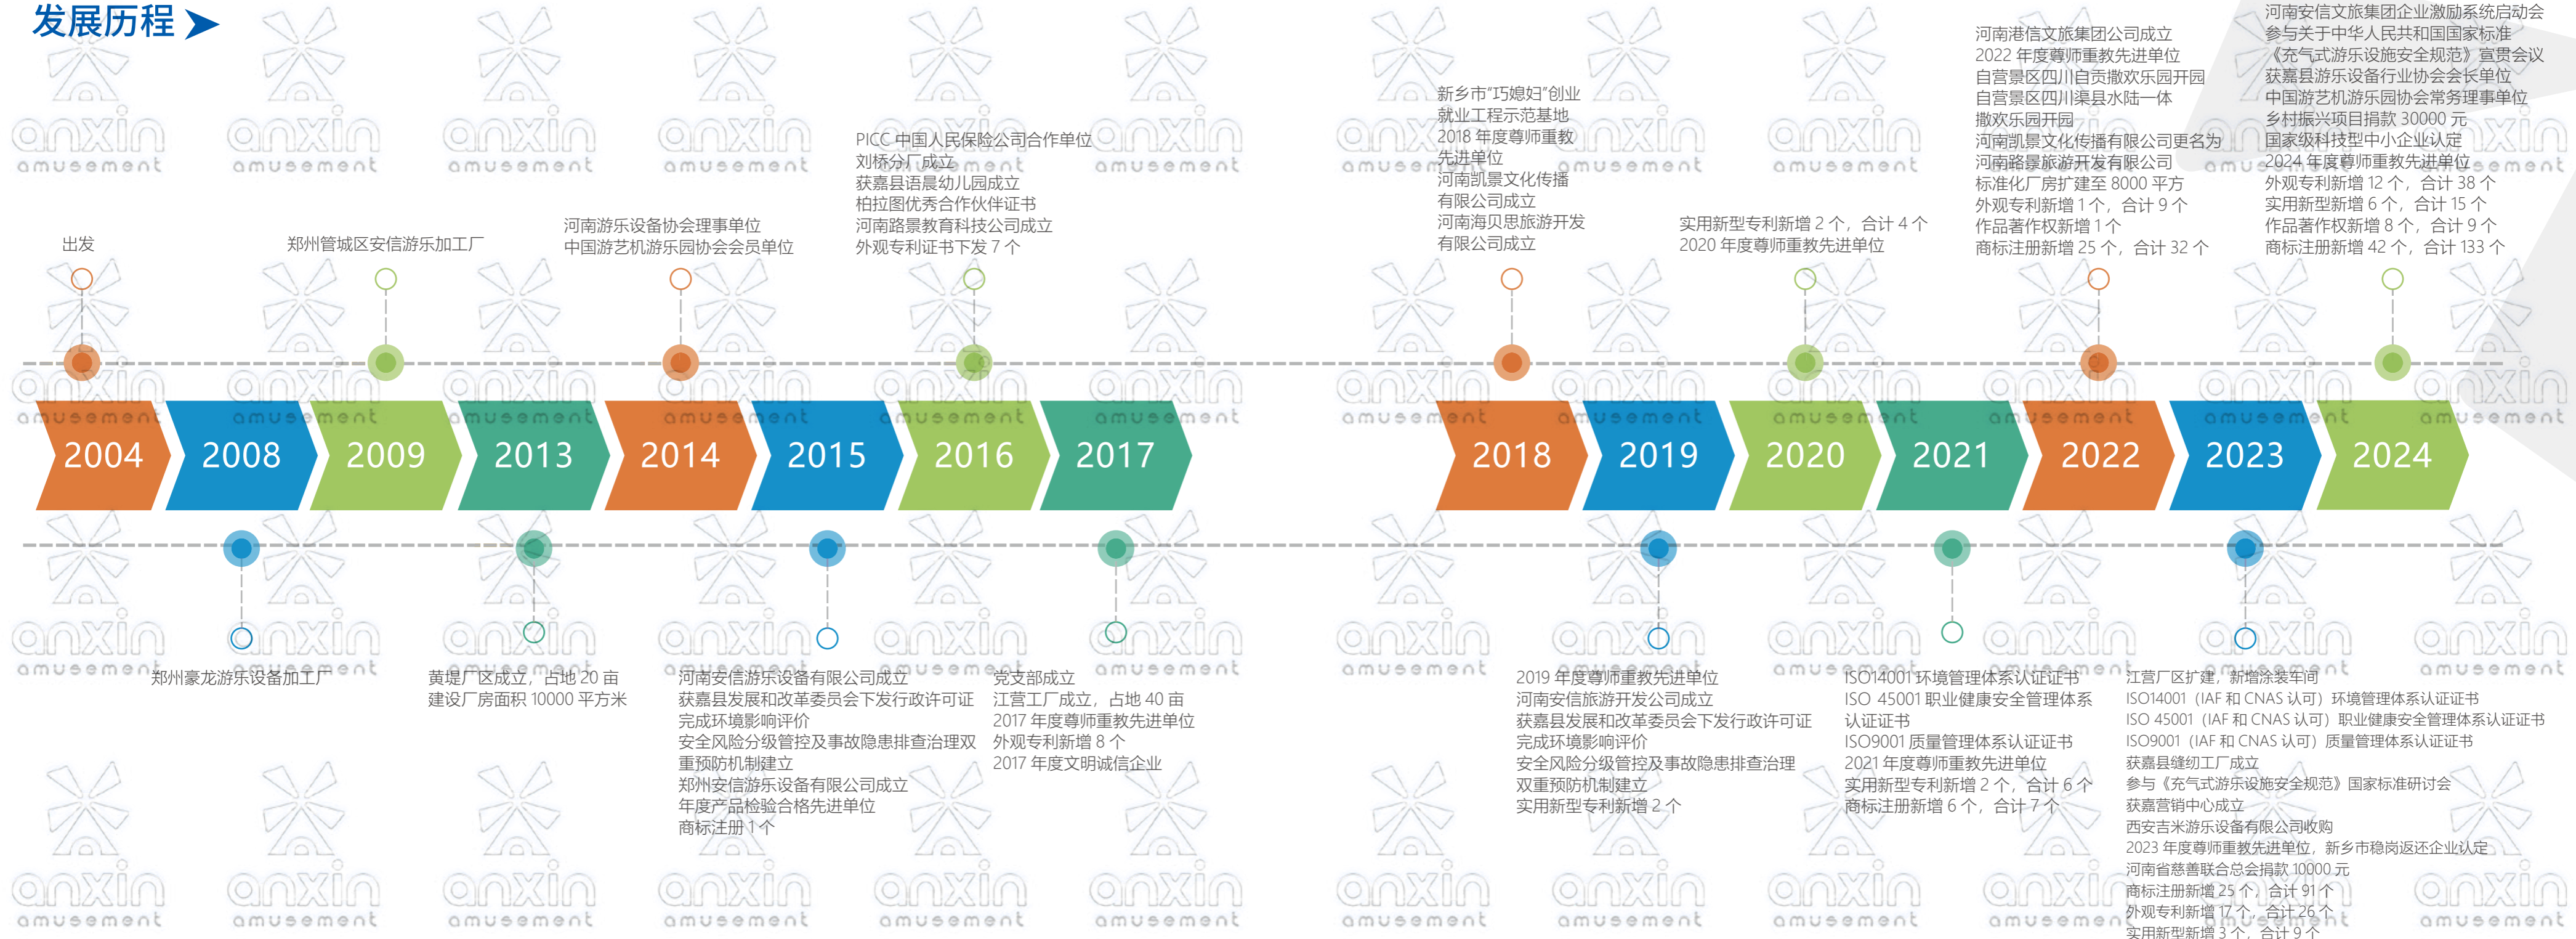 发展历程
出发
2004
郑州豪龙游乐设备加工厂
2008
郑州管城区安信游乐加工厂
2009
黄堤厂区成立，占地 20 亩
建设厂房面积 10000 平方米
2013
河南游乐设备协会理事单位
中国游艺机游乐园协会会员单位
2014
河南安信游乐设备有限公司成立
获嘉县发展和改革委员会下发行政许可证
完成环境影响评价
安全风险分级管控及事故隐患排查治理双
重预防机制建立
郑州安信游乐设备有限公司成立
年度产品检验合格先进单位
商标注册 1 个
2015
PICC 中国人民保险公司合作单位
刘桥分厂成立
获嘉县语晨幼儿园成立
柏拉图优秀合作伙伴证书
河南路景教育科技公司成立
外观专利证书下发 7 个
2016
党支部成立
江营工厂成立，占地 40 亩
2017 年度尊师重教先进单位
外观专利新增 8 个
2017 年度文明诚信企业
2017
新乡市“巧媳妇”创业
就业工程示范基地
2018 年度尊师重教
先进单位
河南凯景文化传播
有限公司成立
河南海贝思旅游开发
有限公司成立
2018
2019 年度尊师重教先进单位
河南安信旅游开发公司成立
获嘉县发展和改革委员会下发行政许可证
完成环境影响评价
安全风险分级管控及事故隐患排查治理
双重预防机制建立
实用新型专利新增 2 个
2019
实用新型专利新增 2 个，合计 4 个
2020 年度尊师重教先进单位
2020
ISO14001 环境管理体系认证证书
ISO 45001 职业健康安全管理体系
认证证书
ISO9001 质量管理体系认证证书
2021 年度尊师重教先进单位
实用新型专利新增 2 个，合计 6 个
商标注册新增 6 个，合计 7 个
2021
河南港信文旅集团公司成立
2022 年度尊师重教先进单位
自营景区四川自贡撒欢乐园开园
自营景区四川渠县水陆一体
撒欢乐园开园
河南凯景文化传播有限公司更名为
河南路景旅游开发有限公司
标准化厂房扩建至 8000 平方
外观专利新增 1 个，合计 9 个
作品著作权新增 1 个
商标注册新增 25 个，合计 32 个
2022
江营厂区扩建，新增涂装车间
ISO14001（IAF 和 CNAS 认可）环境管理体系认证证书
ISO 45001（IAF 和 CNAS 认可）职业健康安全管理体系认证证书
ISO9001（IAF 和 CNAS 认可）质量管理体系认证证书
获嘉县缝纫工厂成立
参与《充气式游乐设施安全规范》国家标准研讨会
获嘉营销中心成立
西安吉米游乐设备有限公司收购
2023 年度尊师重教先进单位，新乡市稳岗返还企业认定
河南省慈善联合总会捐款 10000 元
商标注册新增 25 个，合计 91 个
外观专利新增 17 个，合计 26 个
实用新型新增 3 个，合计 9 个
2023
河南安信文旅集团企业激励系统启动会
参与关于中华人民共和国国家标准
《充气式游乐设施安全规范》宣贯会议
获嘉县游乐设备行业协会会长单位
中国游艺机游乐园协会常务理事单位
乡村振兴项目捐款 30000 元
国家级科技型中小企业认定
2024 年度尊师重教先进单位
外观专利新增 12 个，合计 38 个
实用新型新增 6 个，合计 15 个
作品著作权新增 8 个，合计 9 个
商标注册新增 42 个，合计 133 个
2024
anxin
amusement